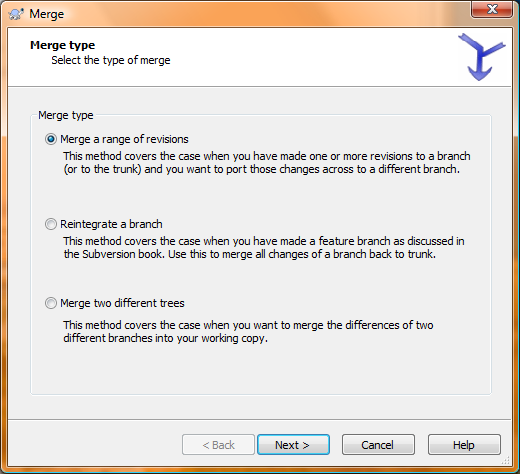 Merge
Merge type
Select the type of merge
Merge type
Merge a range of revisions
This method covers the case when you have made one or more revisions to a branch
(or to the trunk) and you want to port those changes across to a different branch.
Reintegrate a branch
This method covers the case when you have made a feature branch as discussed in
the Subversion book. Use this to merge all changes of a branch back to trunk.
Merge two different trees
This method covers the case when you want to merge the differences of two
different branches into your working copy.
< Back
Next >
Cancel
Help